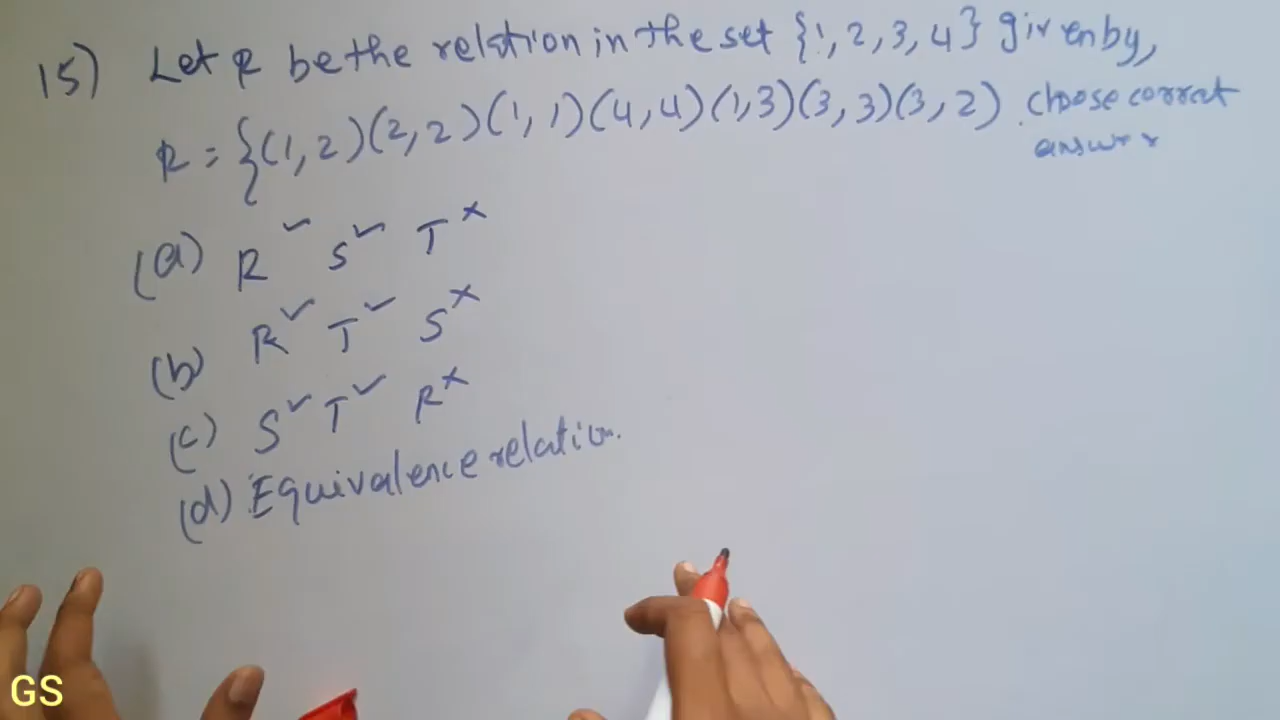 15) Let R be the relation in the set {1, 2, 3, 4} given by,
R = {(1, 2)(2, 2)(1, 1)(4, 4)(1, 3)(3, 3)(3, 2) . choose correct
answer
(a) R ✓ S ✓ T ×
(b) R ✓ T ✓ S ×
(c) S ✓ T ✓ R ×
(d) Equivalence relation.
GS